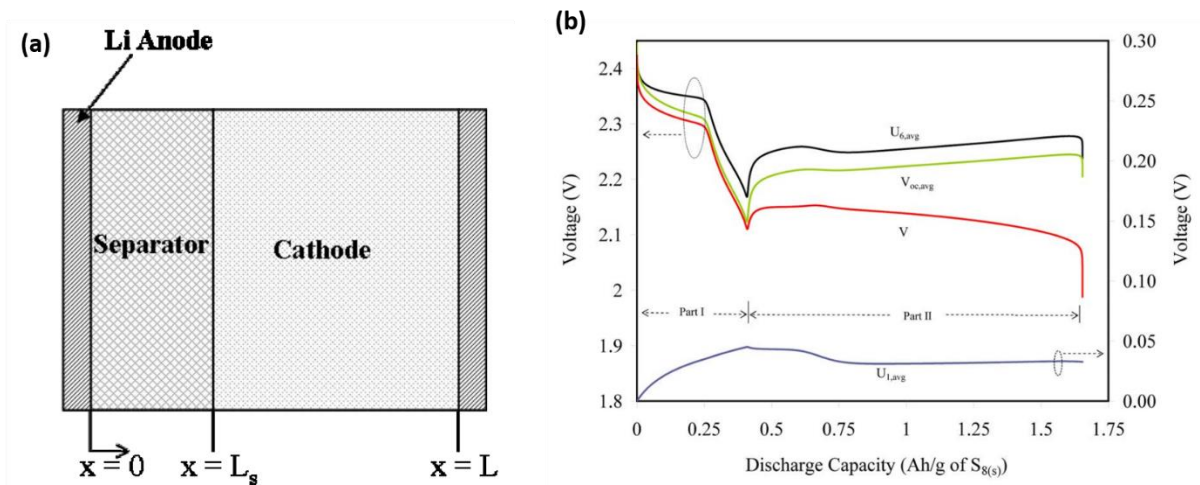 (a)
Li Anode
Separator
Cathode
x = 0
x = Lₛ
x = L
(b)
Voltage (V)
2.4
2.3
2.2
2.1
2
1.9
1.8
U6,avg
Voc,avg
V
Part I
Part II
U1,avg
0.30
0.25
0.20
0.15
0.10
0.05
0.00
Voltage (V)
0
0.25
0.5
0.75
1
1.25
1.5
1.75
Discharge Capacity (Ah/g of S8(s))